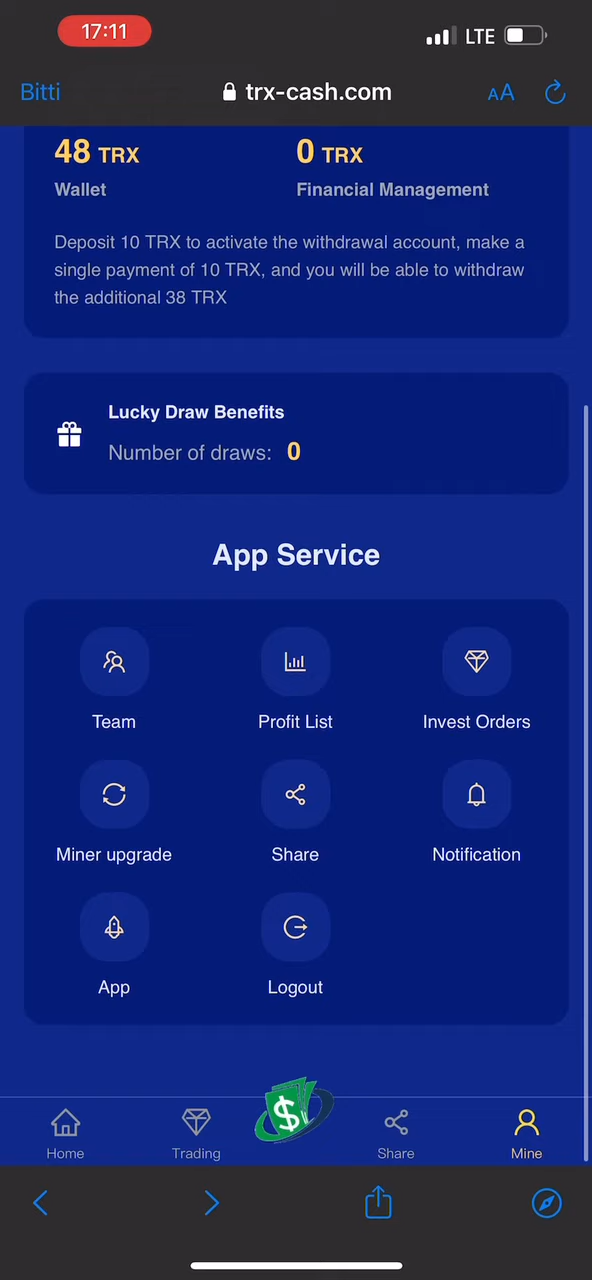 17:11
LTE
Bitti
trx-cash.com
AA
48 TRX
0 TRX
Wallet
Financial Management
Deposit 10 TRX to activate the withdrawal account, make a
single payment of 10 TRX, and you will be able to withdraw
the additional 38 TRX
Lucky Draw Benefits
Number of draws: 0
App Service
Team
Profit List
Invest Orders
Miner upgrade
Share
Notification
App
Logout
$
Home
Trading
Share
Mine